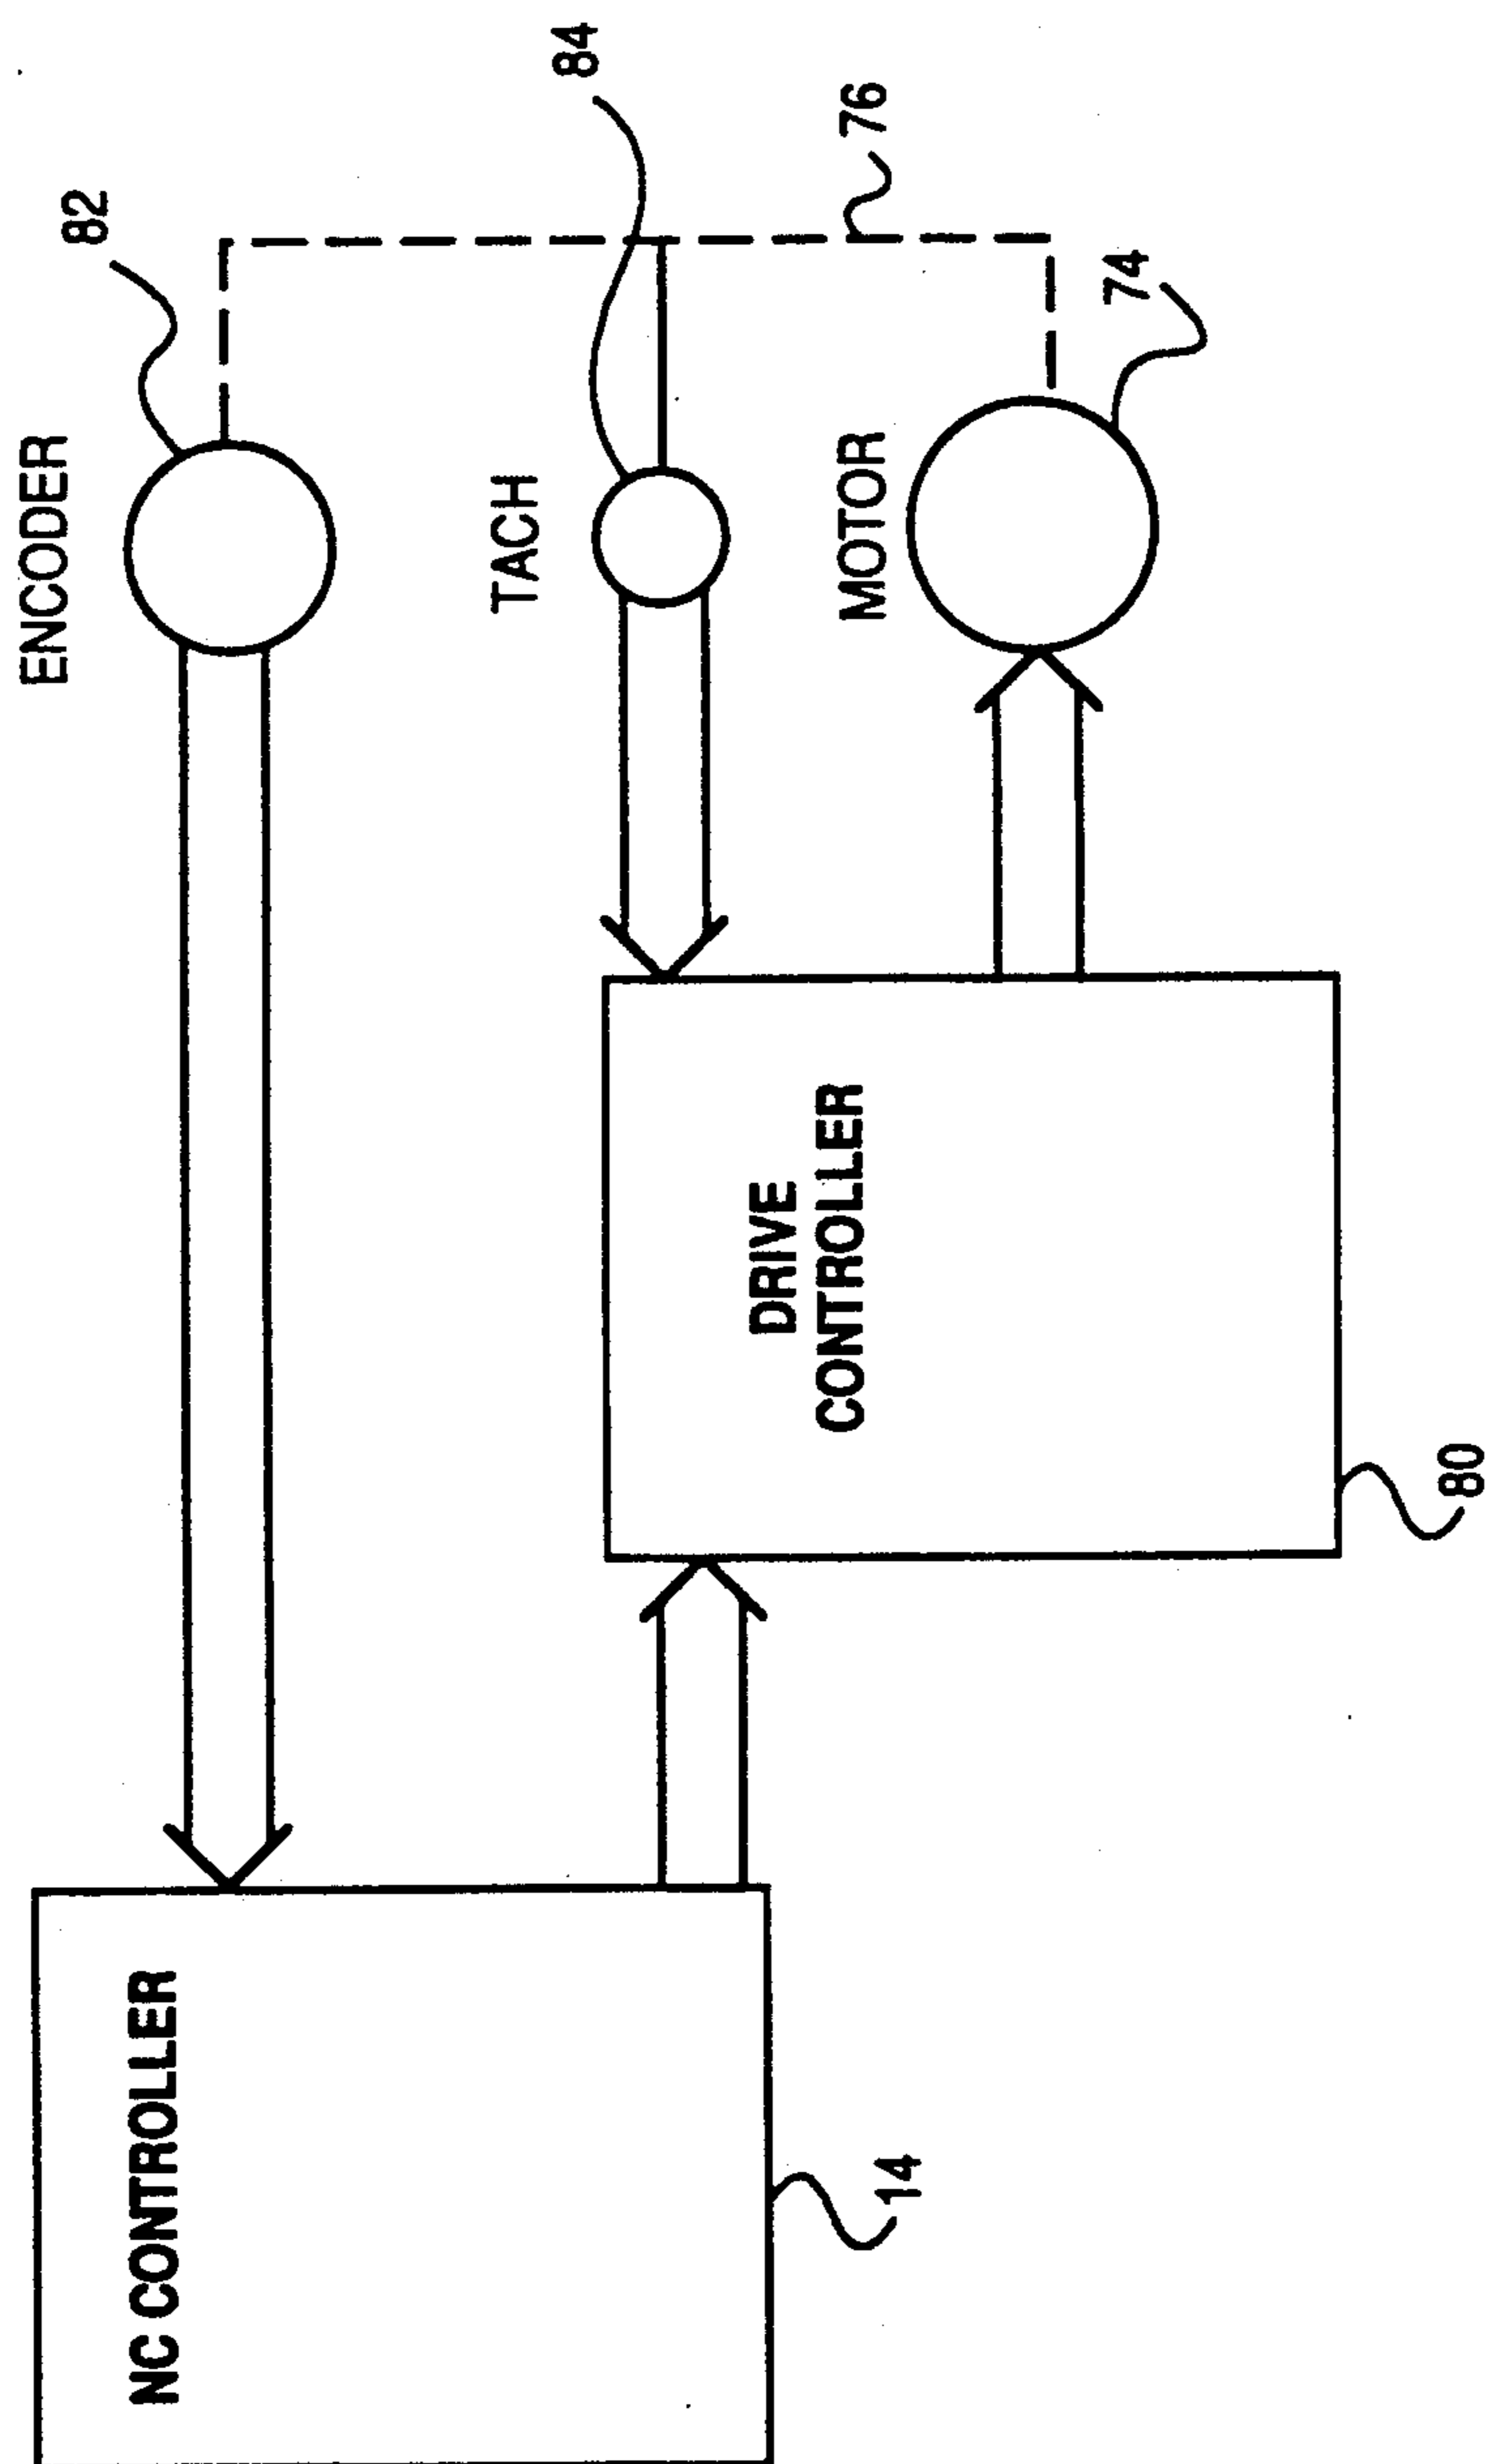 ENCODER
82
TACH
84
MOTOR
76
74
DRIVE
CONTROLLER
80
NC CONTROLLER
14